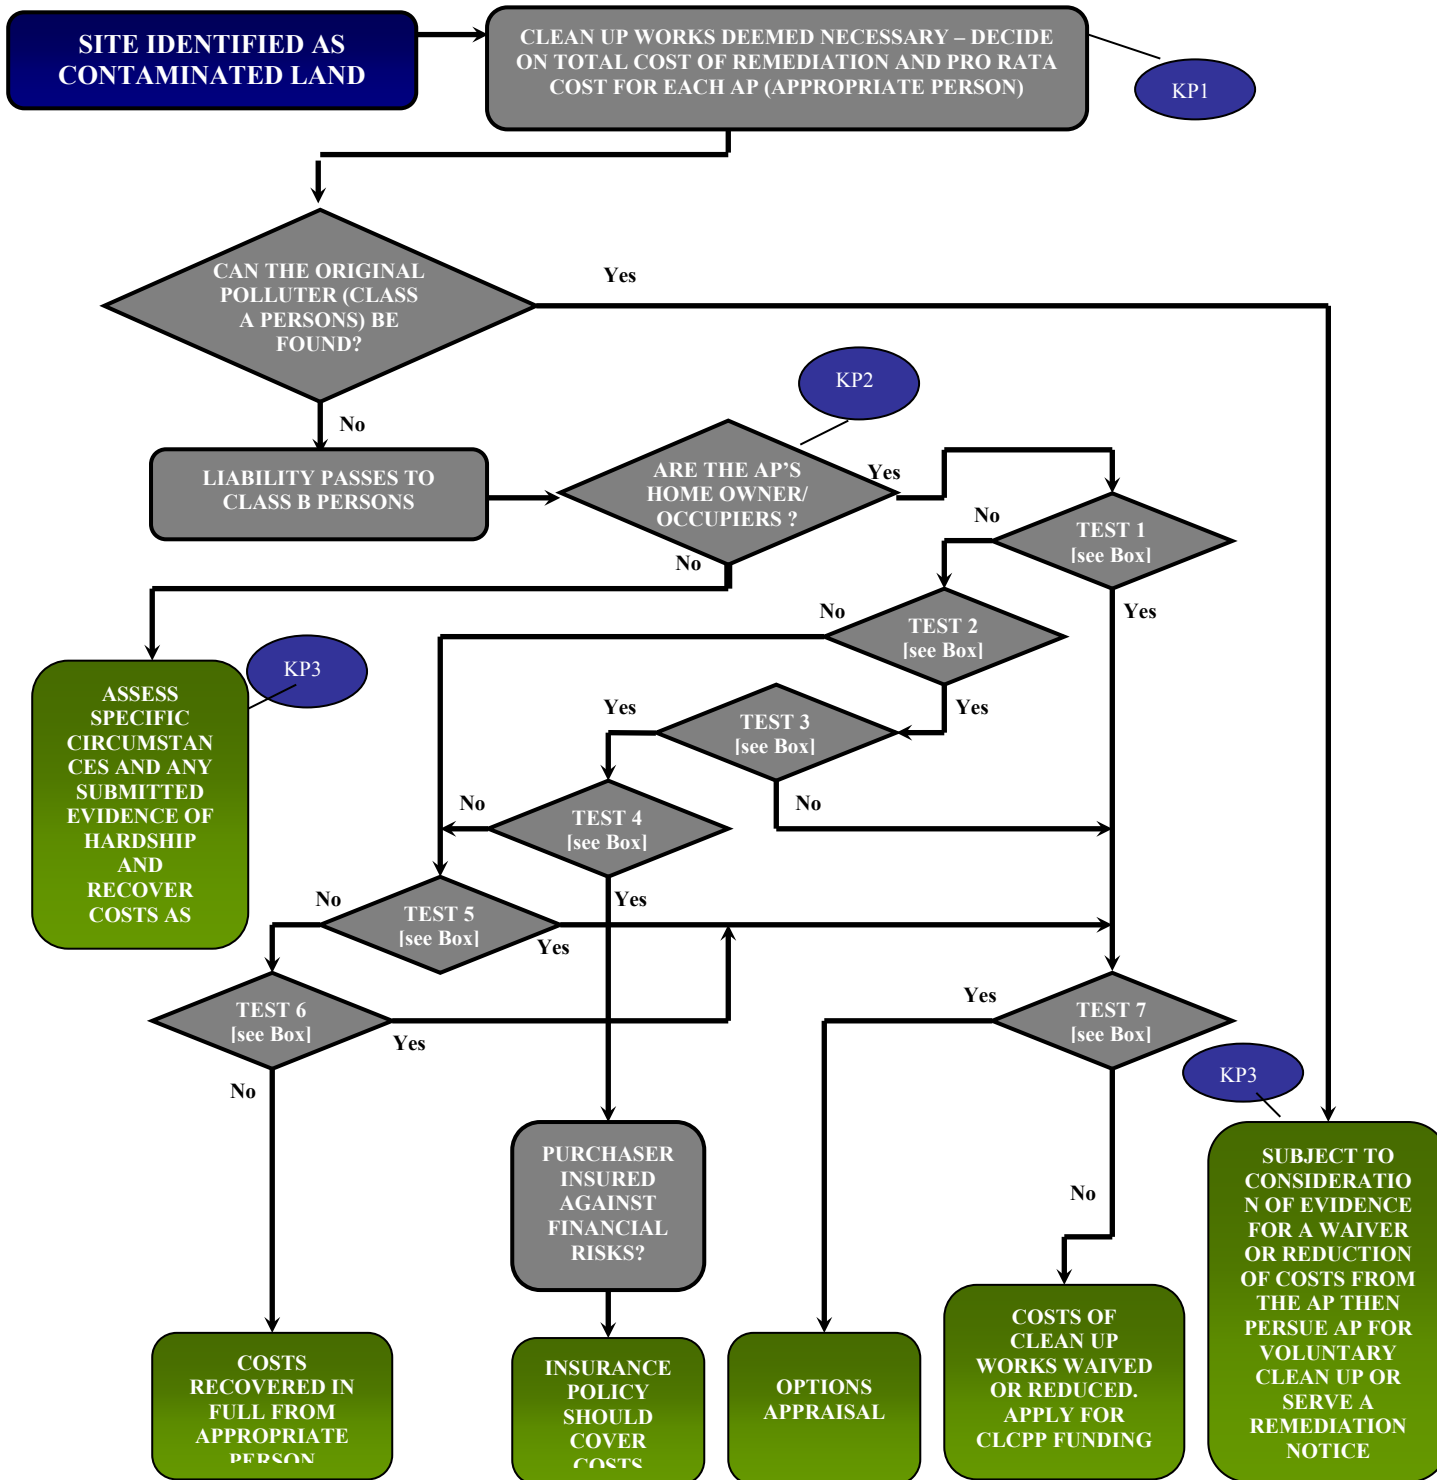 SITE IDENTIFIED AS
CONTAMINATED LAND
CLEAN UP WORKS DEEMED NECESSARY – DECIDE
ON TOTAL COST OF REMEDIATION AND PRO RATA
COST FOR EACH AP (APPROPRIATE PERSON)
KP1
CAN THE ORIGINAL
POLLUTER (CLASS
A PERSONS) BE
FOUND?
Yes
No
KP2
LIABILITY PASSES TO
CLASS B PERSONS
ARE THE AP’S
HOME OWNER/
OCCUPIERS ?
Yes
No
TEST 1
[see Box]
No
Yes
TEST 2
[see Box]
No
Yes
KP3
ASSESS
SPECIFIC
CIRCUMSTAN
CES AND ANY
SUBMITTED
EVIDENCE OF
HARDSHIP
AND
RECOVER
COSTS AS
TEST 3
[see Box]
Yes
No
TEST 4
[see Box]
No
Yes
TEST 5
[see Box]
No
Yes
TEST 6
[see Box]
Yes
No
TEST 7
[see Box]
Yes
No
KP3
PURCHASER
INSURED
AGAINST
FINANCIAL
RISKS?
SUBJECT TO
CONSIDERATIO
N OF EVIDENCE
FOR A WAIVER
OR REDUCTION
OF COSTS FROM
THE AP THEN
PERSUE AP FOR
VOLUNTARY
CLEAN UP OR
SERVE A
REMEDIATION
NOTICE
COSTS
RECOVERED IN
FULL FROM
APPROPRIATE
PERSON
INSURANCE
POLICY
SHOULD
COVER
COSTS
OPTIONS
APPRAISAL
COSTS OF
CLEAN UP
WORKS WAIVED
OR REDUCED.
APPLY FOR
CLCPP FUNDING